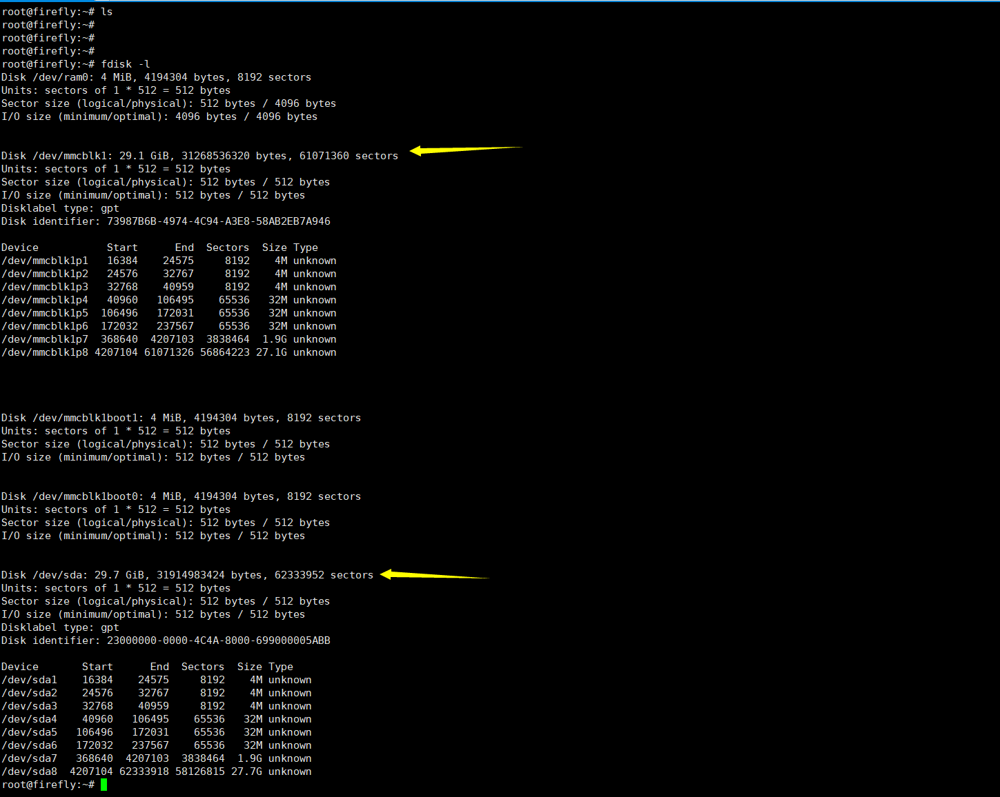 root@firefly:~# ls
root@firefly:~#
root@firefly:~#
root@firefly:~#
root@firefly:~# fdisk -l
Disk /dev/ram0: 4 MiB, 4194304 bytes, 8192 sectors
Units: sectors of 1 * 512 = 512 bytes
Sector size (logical/physical): 512 bytes / 4096 bytes
I/O size (minimum/optimal): 4096 bytes / 4096 bytes
Disk /dev/mmcblk1: 29.1 GiB, 31268536320 bytes, 61071360 sectors
Units: sectors of 1 * 512 = 512 bytes
Sector size (logical/physical): 512 bytes / 512 bytes
I/O size (minimum/optimal): 512 bytes / 512 bytes
Disklabel type: gpt
Disk identifier: 73987B6B-4974-4C94-A3E8-58AB2EB7A946
Device           Start      End  Sectors  Size Type
/dev/mmcblk1p1   16384    24575     8192    4M unknown
/dev/mmcblk1p2   24576    32767     8192    4M unknown
/dev/mmcblk1p3   32768    40959     8192    4M unknown
/dev/mmcblk1p4   40960   106495    65536   32M unknown
/dev/mmcblk1p5  106496   172031    65536   32M unknown
/dev/mmcblk1p6  172032   237567    65536   32M unknown
/dev/mmcblk1p7  368640  4207103  3838464  1.9G unknown
/dev/mmcblk1p8 4207104 61071326 56864223 27.1G unknown
Disk /dev/mmcblk1boot1: 4 MiB, 4194304 bytes, 8192 sectors
Units: sectors of 1 * 512 = 512 bytes
Sector size (logical/physical): 512 bytes / 512 bytes
I/O size (minimum/optimal): 512 bytes / 512 bytes
Disk /dev/mmcblk1boot0: 4 MiB, 4194304 bytes, 8192 sectors
Units: sectors of 1 * 512 = 512 bytes
Sector size (logical/physical): 512 bytes / 512 bytes
I/O size (minimum/optimal): 512 bytes / 512 bytes
Disk /dev/sda: 29.7 GiB, 31914983424 bytes, 62333952 sectors
Units: sectors of 1 * 512 = 512 bytes
Sector size (logical/physical): 512 bytes / 512 bytes
I/O size (minimum/optimal): 512 bytes / 512 bytes
Disklabel type: gpt
Disk identifier: 23000000-0000-4C4A-8000-699000005ABB
Device       Start      End  Sectors  Size Type
/dev/sda1    16384    24575     8192    4M unknown
/dev/sda2    24576    32767     8192    4M unknown
/dev/sda3    32768    40959     8192    4M unknown
/dev/sda4    40960   106495    65536   32M unknown
/dev/sda5   106496   172031    65536   32M unknown
/dev/sda6   172032   237567    65536   32M unknown
/dev/sda7   368640  4207103  3838464  1.9G unknown
/dev/sda8  4207104 62333918 58126815 27.7G unknown
root@firefly:~#